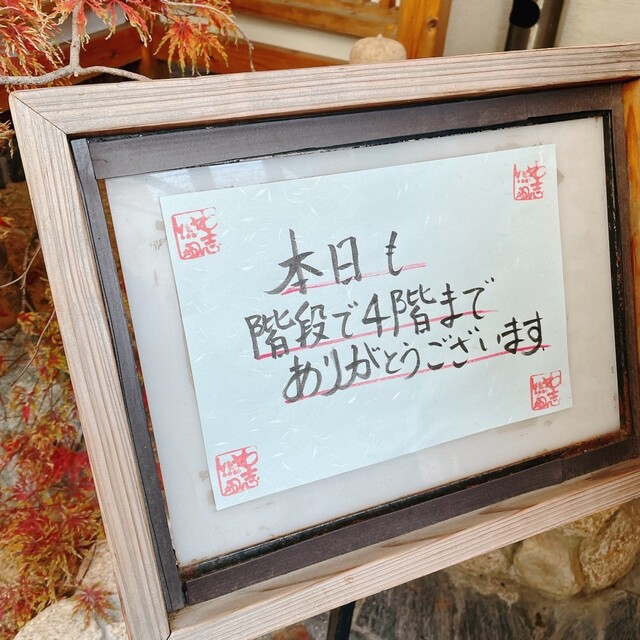 本日も
階段で4階まで
ありがとうございます